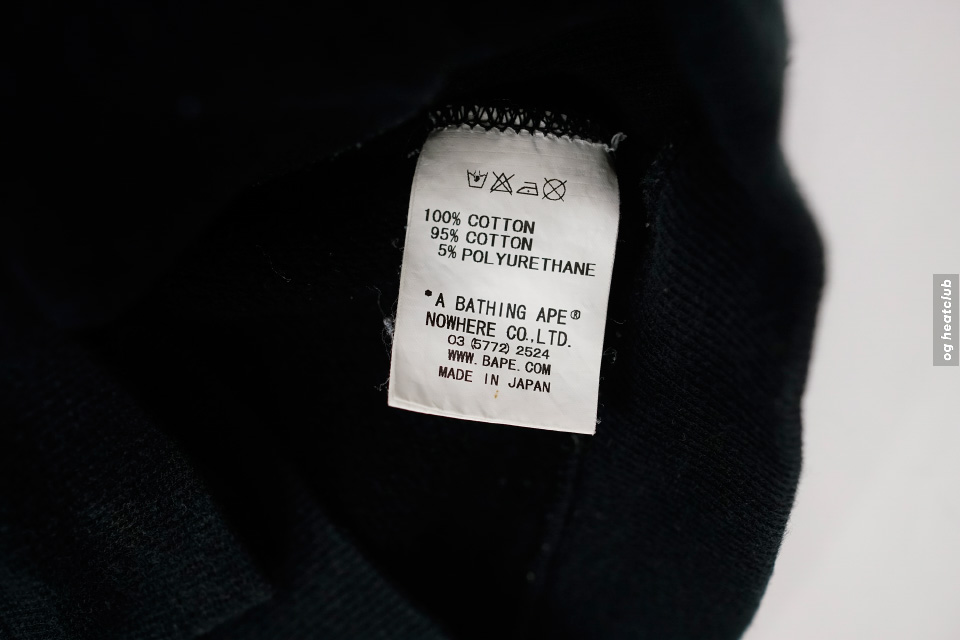 100% COTTON
95% COTTON
5% POLYURETHANE
*A BATHING APE®
NOWHERE CO.,LTD.
03 (5772) 2524
WWW. BAPE. COM
MADE IN JAPAN
og heatclub